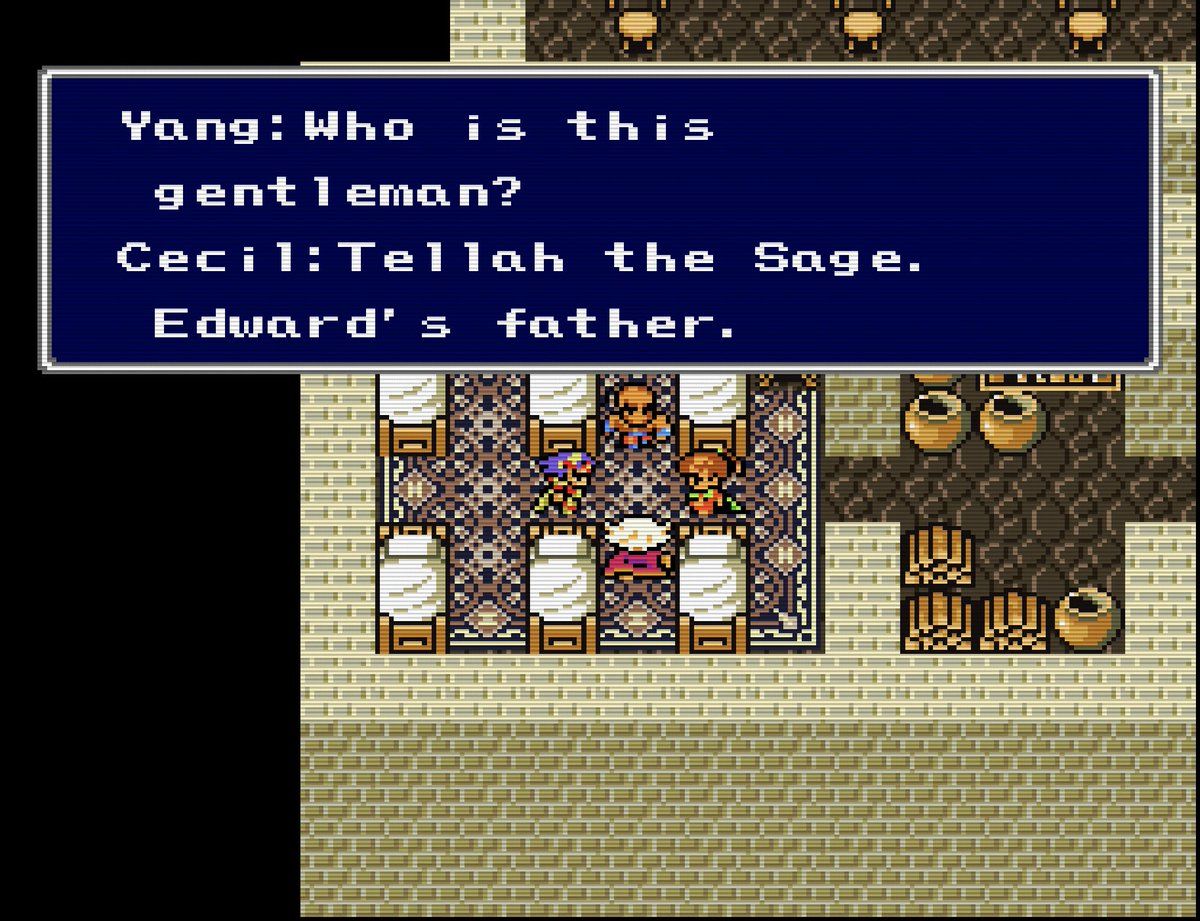 Yang:Who is this
gentleman?
Cecil:Tellah the Sage.
Edward's father.